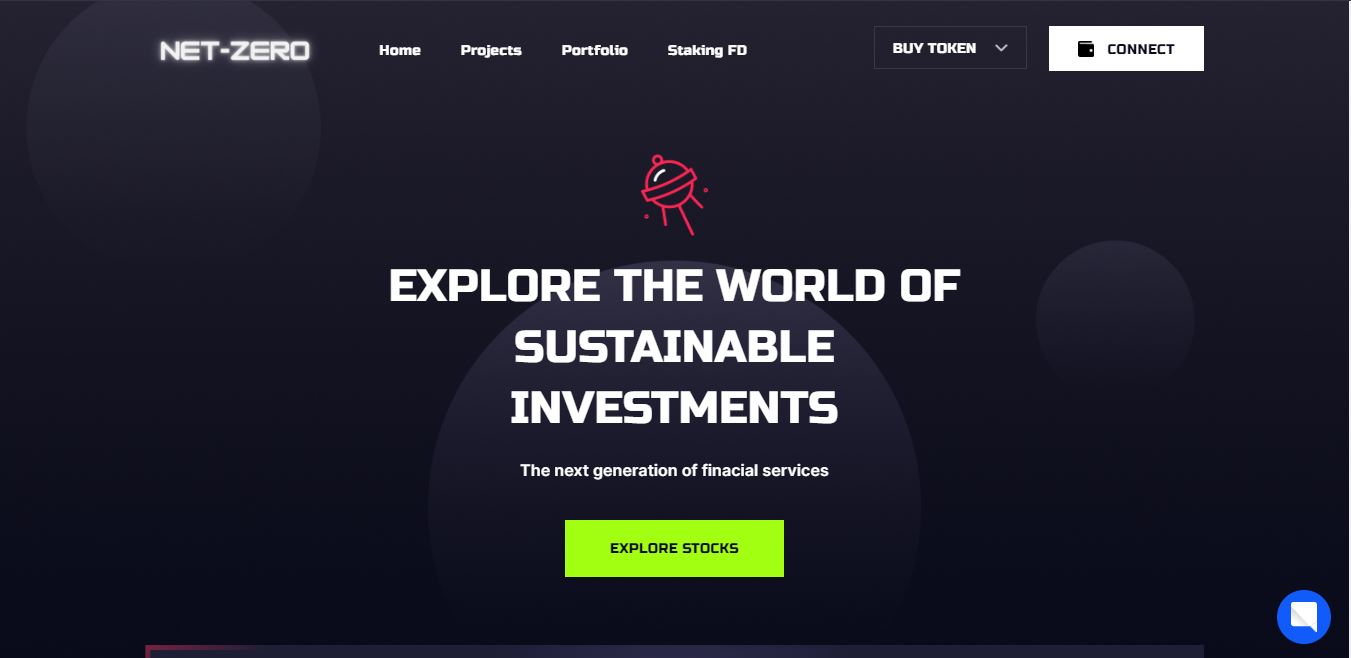 NET-ZERO
Home
Projects
Portfolio
Staking FD
BUY TOKEN
CONNECT
EXPLORE THE WORLD OF
SUSTAINABLE
INVESTMENTS
The next generation of finacial services
EXPLORE STOCKS